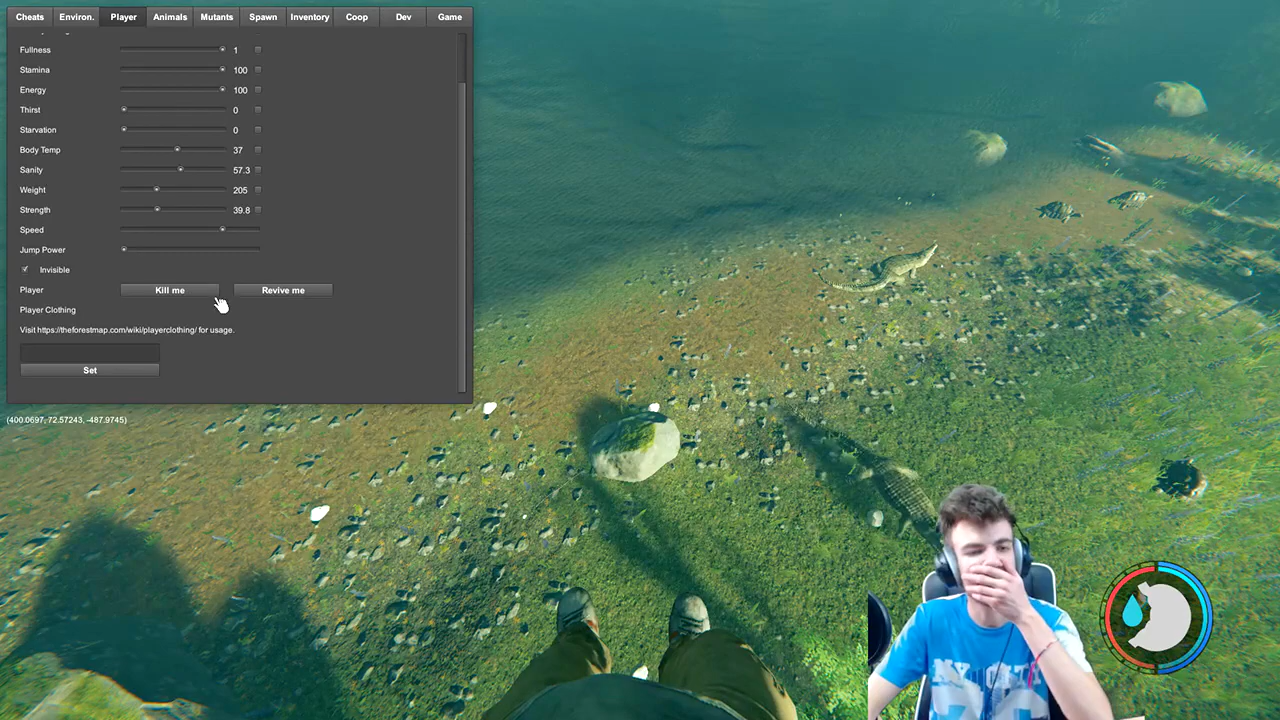 Cheats Environ. Player Animals Mutants Spawn Inventory Coop Dev Game
Fullness 1
Stamina 100
Energy 100
Thirst 0
Starvation 0
Body Temp 37
Sanity 57.3
Weight 205
Strength 39.8
Speed
Jump Power
Invisible
Player Kill me Revive me
Player Clothing
Visit https://theforestmap.com/wiki/playerclothing/ for usage.
Set
(400.0697, 72.57243, -487.9745)